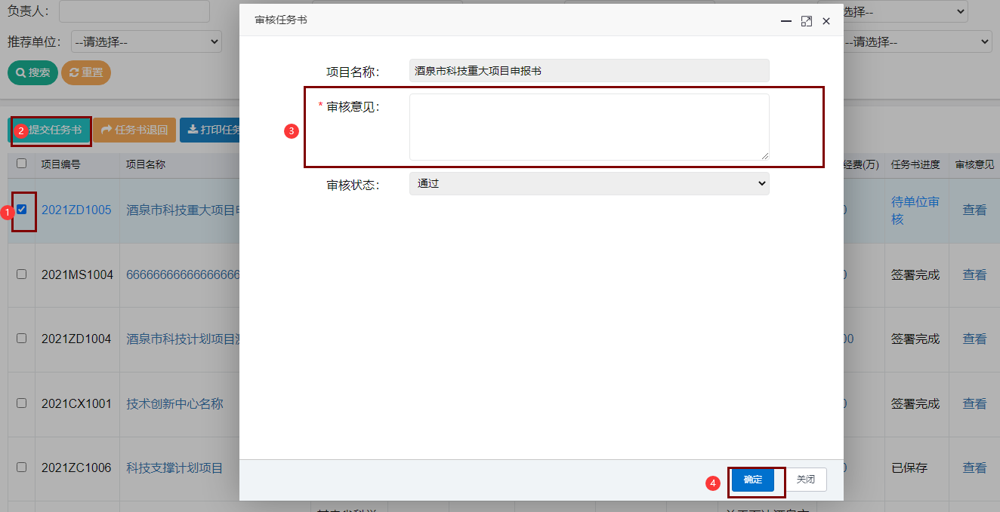 负责人：
选择--
推荐单位： --请选择--
--请选择--
搜索 重置
审核任务书
项目名称： 酒泉市科技重大项目申报书
* 审核意见：
3
审核状态： 通过
确定 关闭
4
2 提交任务书 任务书退回 打印任务
项目编号 项目名称 经费(万) 任务书进度 审核意见
1 2021ZD1005 酒泉市科技重大项目申 待单位审核 查看
2021MS1004 6666666666666666666 签署完成 查看
2021ZD1004 酒泉市科技计划项目测 00 签署完成 查看
2021CX1001 技术创新中心名称 签署完成 查看
2021ZC1006 科技支撑计划项目 已保存 查看